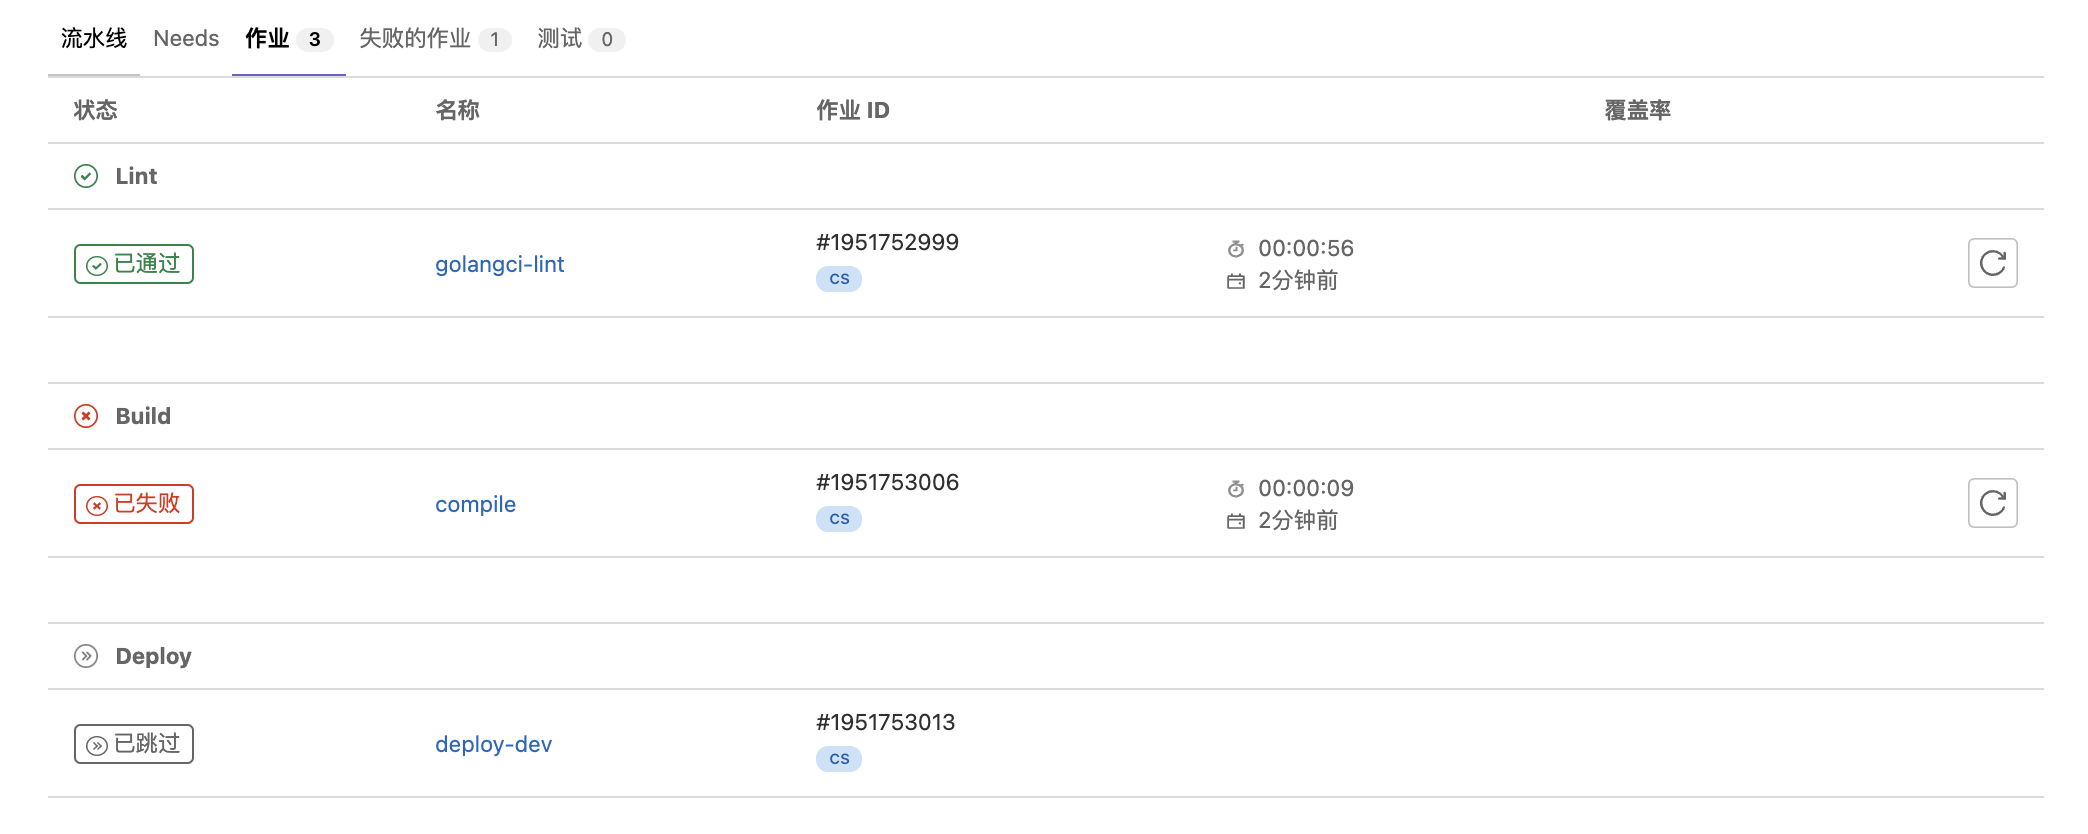 流水线 Needs 作业 3 失败的作业 1 测试 0
状态 名称 作业 ID 覆盖率
Lint
已通过 golangci-lint #1951752999 00:00:56
cs 2分钟前
Build
已失败 compile #1951753006 00:00:09
cs 2分钟前
Deploy
已跳过 deploy-dev #1951753013
cs